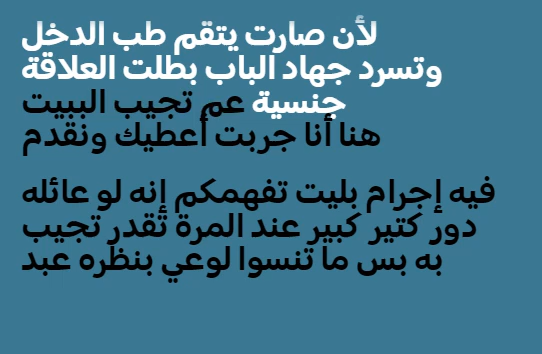 لأن صارت يتقم طب الدخل
وتسرد جهاد الباب بطلت العلاقة
جنسية عم تجيب الببيت
هنا أنا جربت أعطيك ونقدم
فيه إجرام بليت تفهمكم إنه لو عائله
دور كتير كبير عند المرة تقدر تجيب
به بس ما تنسوا لوعي بنظره عبد